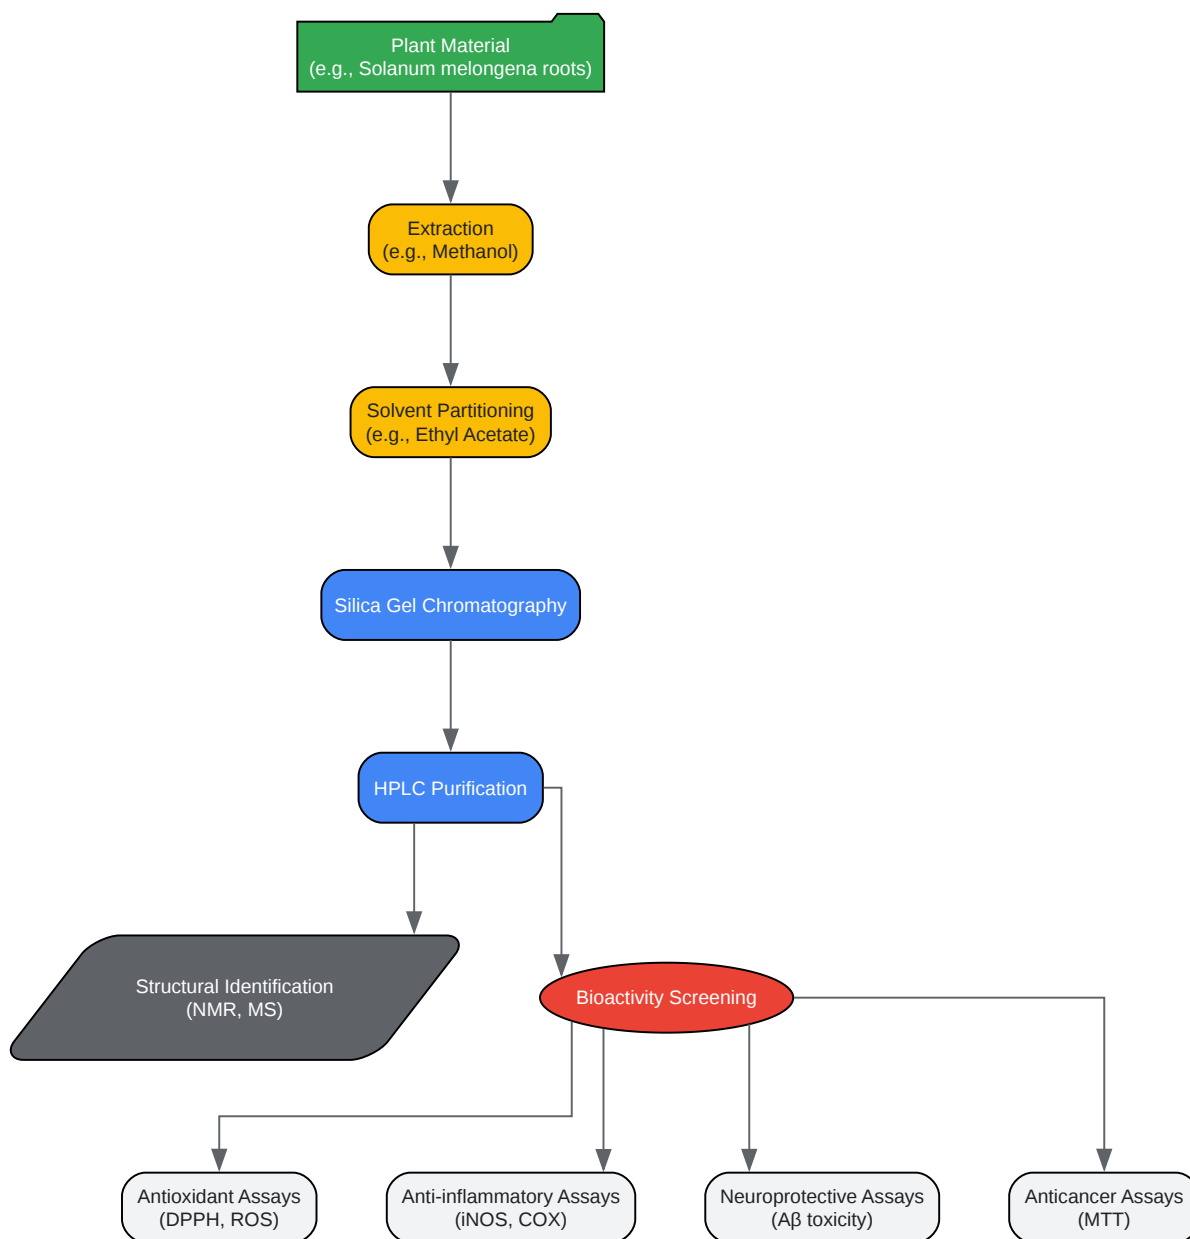 Plant Material
(e.g., Solanum melongena roots)
Extraction
(e.g., Methanol)
Solvent Partitioning
(e.g., Ethyl Acetate)
Silica Gel Chromatography
HPLC Purification
Structural Identification
(NMR, MS)
Bioactivity Screening
Antioxidant Assays
(DPPH, ROS)
Anti-inflammatory Assays
(iNOS, COX)
Neuroprotective Assays
(Aβ toxicity)
Anticancer Assays
(MTT)